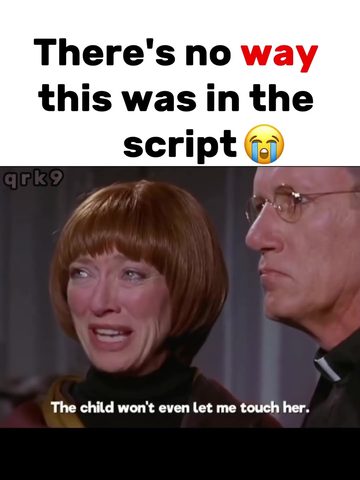 There's no way
this was in the
script😭
qrk9
The child won't even let me touch her.